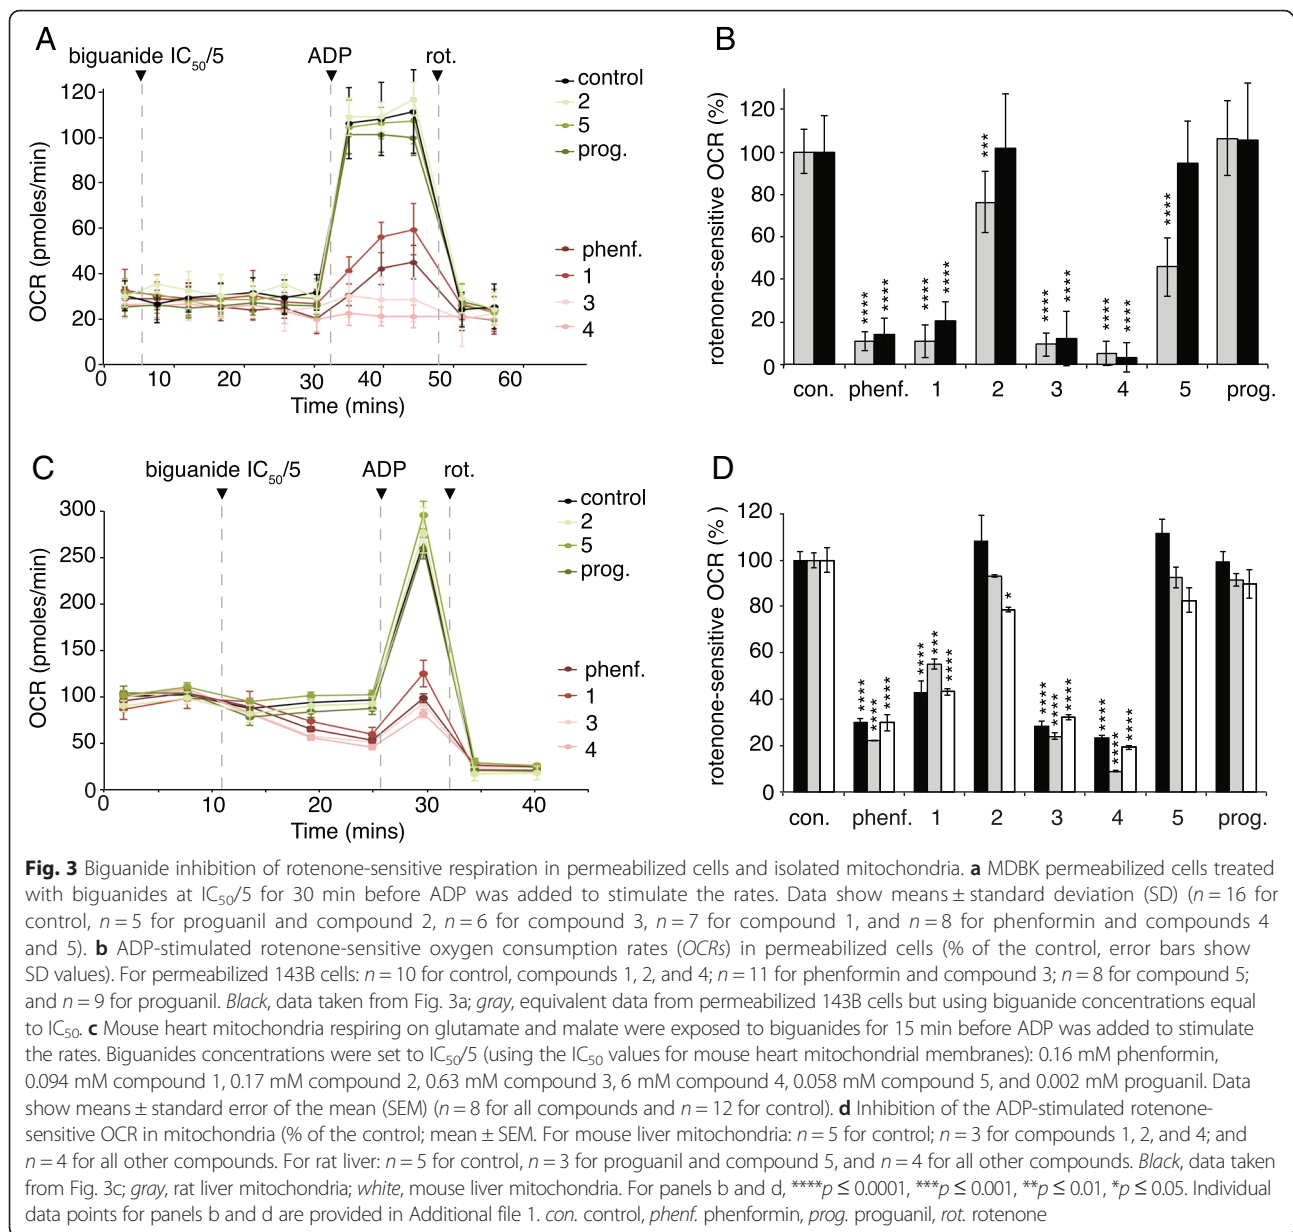 A
biguanide IC50/5
ADP
rot.
OCR (pmoles/min)
120
100
80
60
40
20
0
0
10
20
30
40
50
60
Time (mins)
control
2
5
prog.
phenf.
1
3
4
B
rotenone-sensitive OCR (%)
120
100
80
60
40
20
0
****
****
****
****
***
****
****
****
****
****
con.
phenf.
1
2
3
4
5
prog.
C
biguanide IC50/5
ADP
rot.
OCR (pmoles/min)
300
250
200
150
100
50
0
0
10
20
30
40
Time (mins)
control
2
5
prog.
phenf.
1
3
4
D
rotenone-sensitive OCR (% )
120
100
80
60
40
20
0
****
****
****
****
***
****
*
****
****
****
****
****
****
con.
phenf.
1
2
3
4
5
prog.
Fig. 3 Biguanide inhibition of rotenone-sensitive respiration in permeabilized cells and isolated mitochondria. a MDBK permeabilized cells treated
with biguanides at IC50/5 for 30 min before ADP was added to stimulate the rates. Data show means ± standard deviation (SD) (n = 16 for
control, n = 5 for proguanil and compound 2, n = 6 for compound 3, n = 7 for compound 1, and n = 8 for phenformin and compounds 4
and 5). b ADP-stimulated rotenone-sensitive oxygen consumption rates (OCRs) in permeabilized cells (% of the control, error bars show
SD values). For permeabilized 143B cells: n = 10 for control, compounds 1, 2, and 4; n = 11 for phenformin and compound 3; n = 8 for compound 5;
and n = 9 for proguanil. Black, data taken from Fig. 3a; gray, equivalent data from permeabilized 143B cells but using biguanide concentrations equal
to IC50. c Mouse heart mitochondria respiring on glutamate and malate were exposed to biguanides for 15 min before ADP was added to stimulate
the rates. Biguanides concentrations were set to IC50/5 (using the IC50 values for mouse heart mitochondrial membranes): 0.16 mM phenformin,
0.094 mM compound 1, 0.17 mM compound 2, 0.63 mM compound 3, 6 mM compound 4, 0.058 mM compound 5, and 0.002 mM proguanil. Data
show means ± standard error of the mean (SEM) (n = 8 for all compounds and n = 12 for control). d Inhibition of the ADP-stimulated rotenone-
sensitive OCR in mitochondria (% of the control; mean ± SEM. For mouse liver mitochondria: n = 5 for control; n = 3 for compounds 1, 2, and 4; and
n = 4 for all other compounds. For rat liver: n = 5 for control, n = 3 for proguanil and compound 5, and n = 4 for all other compounds. Black, data taken
from Fig. 3c; gray, rat liver mitochondria; white, mouse liver mitochondria. For panels b and d, ****p ≤ 0.0001, ***p ≤ 0.001, **p ≤ 0.01, *p ≤ 0.05. Individual
data points for panels b and d are provided in Additional file 1. con. control, phenf. phenformin, prog. proguanil, rot. rotenone